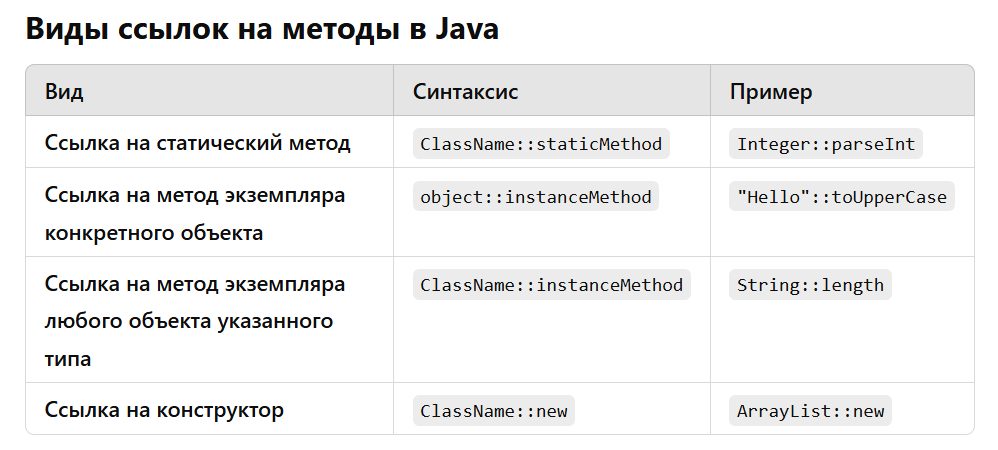 Виды ссылок на методы в Java
Вид Синтаксис Пример
Ссылка на статический метод ClassName::staticMethod Integer::parseInt
Ссылка на метод экземпляра object::instanceMethod "Hello"::toUpperCase
конкретного объекта
Ссылка на метод экземпляра ClassName::instanceMethod String::length
любого объекта указанного
типа
Ссылка на конструктор ClassName::new ArrayList::new